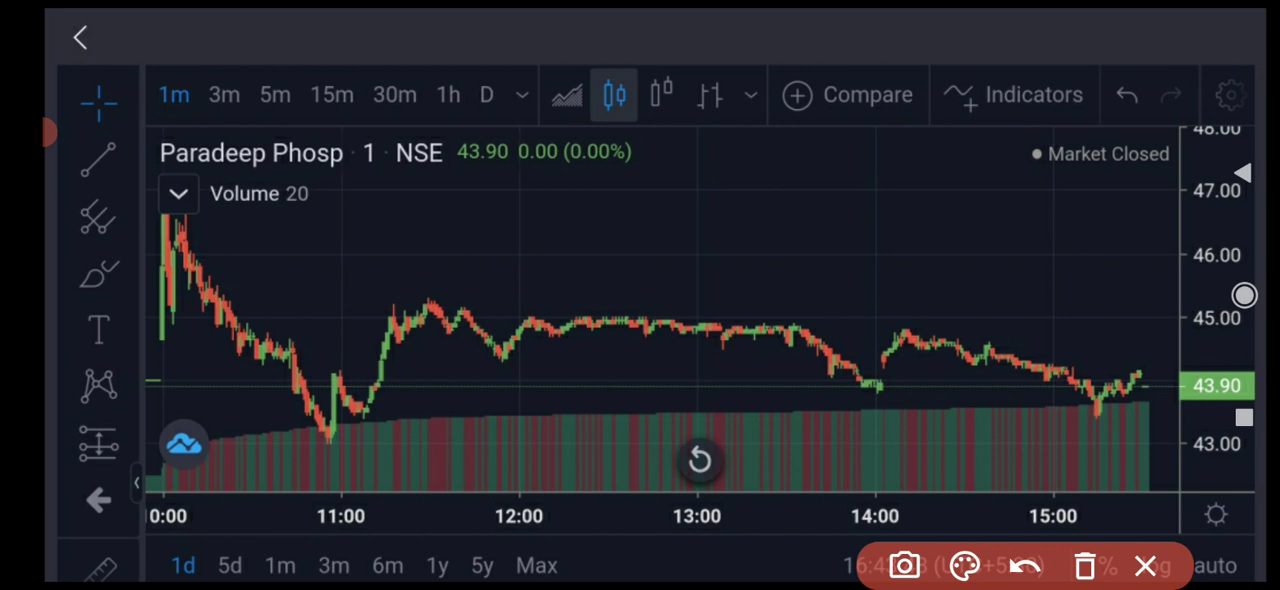 1m 3m 5m 15m 30m 1h D Compare Indicators
Paradeep Phosp · 1 · NSE 43.90 0.00 (0.00%)
Market Closed
Volume 20
48.00
47.00
46.00
45.00
43.90
43.00
T
10:00 11:00 12:00 13:00 14:00 15:00
1d 5d 1m 3m 6m 1y 5y Max % auto